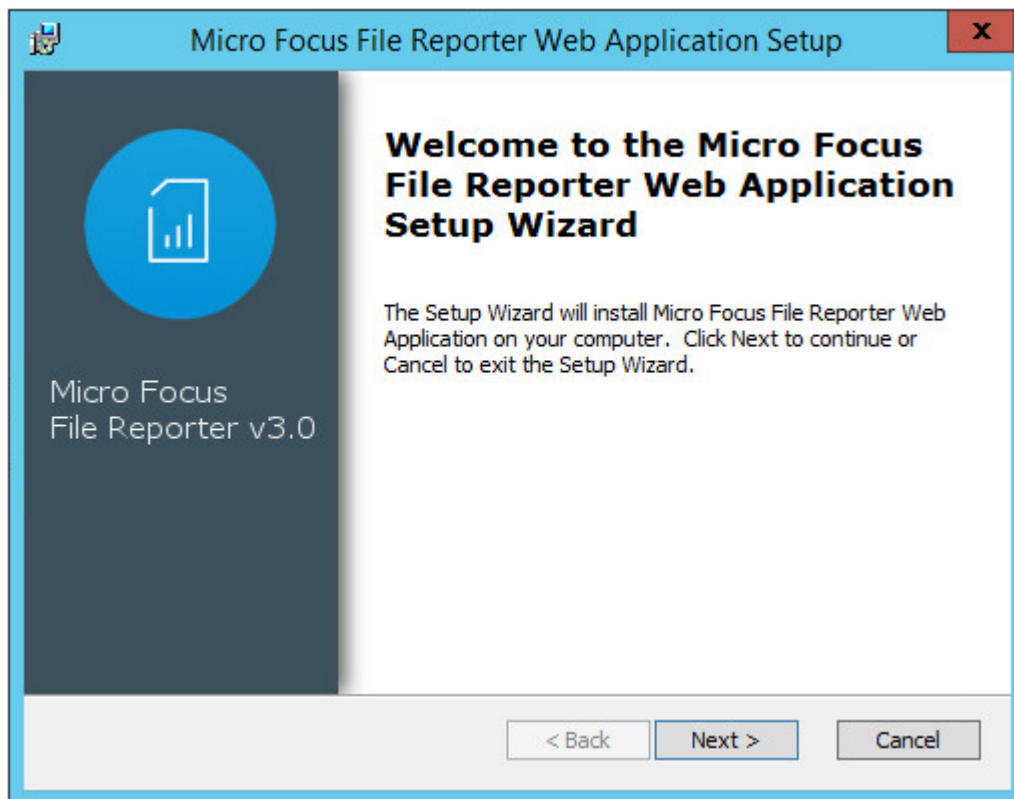 Micro Focus File Reporter Web Application Setup
x
Welcome to the Micro Focus
File Reporter Web Application
Setup Wizard
The Setup Wizard will install Micro Focus File Reporter Web
Application on your computer.  Click Next to continue or
Cancel to exit the Setup Wizard.
Micro Focus
File Reporter v3.0
< Back
Next >
Cancel